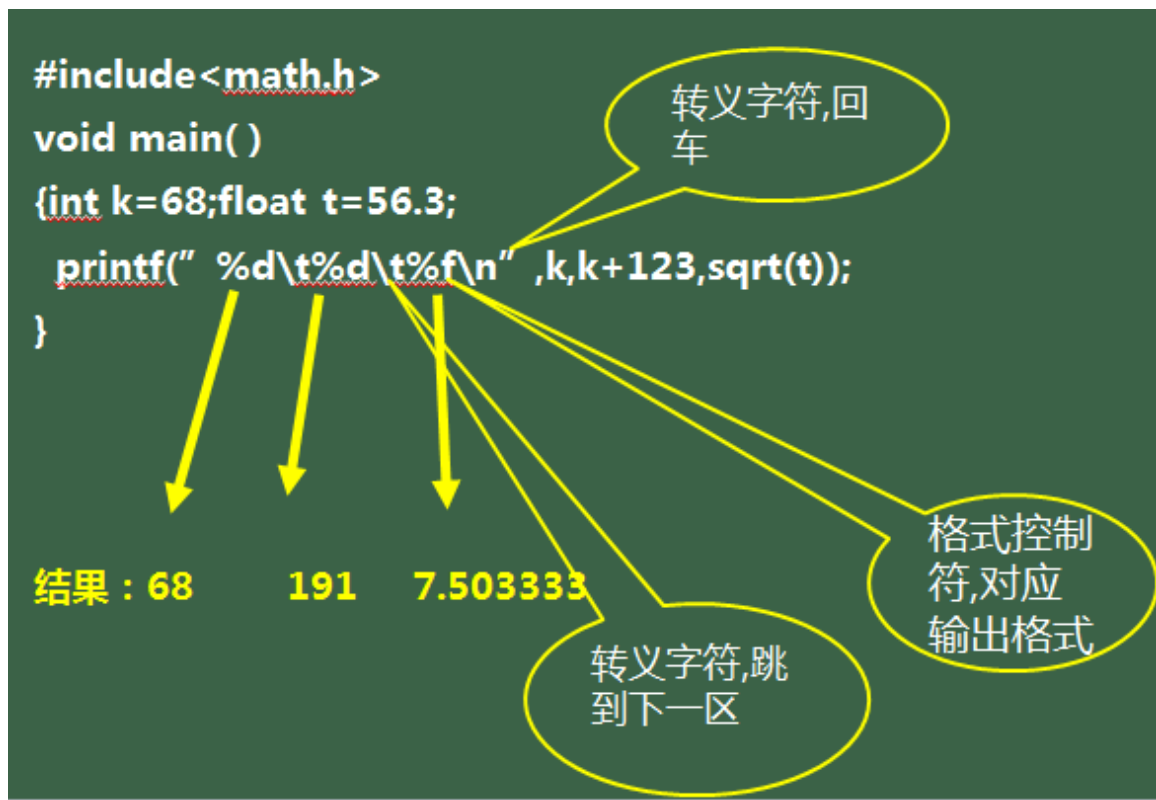 #include<math.h>
转义字符,回
车
void main( )
{int k=68;float t=56.3;
printf(” %d\t%d\t%f\n” ,k,k+123,sqrt(t));
}
格式控制
符,对应
输出格式
结果：68 191 7.503333
转义字符,跳
到下一区